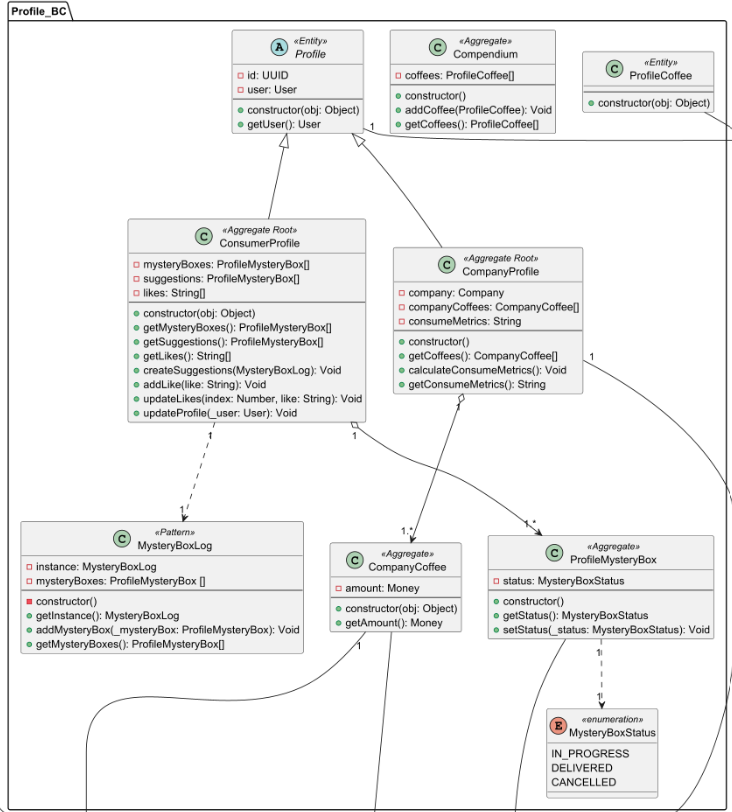 Profile_BC
A
«Entity»
Profile
id: UUID
user: User
constructor(obj: Object)
getUser(): User
C
«Aggregate»
Compendium
coffees: ProfileCoffee[]
constructor()
addCoffee(ProfileCoffee): Void
getCoffees(): ProfileCoffee[]
C
«Entity»
ProfileCoffee
constructor(obj: Object)
1
C
«Aggregate Root»
ConsumerProfile
mysteryBoxes: ProfileMysteryBox[]
suggestions: ProfileMysteryBox[]
likes: String[]
constructor(obj: Object)
getMysteryBoxes(): ProfileMysteryBox[]
getSuggestions(): ProfileMysteryBox[]
getLikes(): String[]
createSuggestions(MysteryBoxLog): Void
addLike(like: String): Void
updateLikes(index: Number, like: String): Void
updateProfile(_user: User): Void
C
«Aggregate Root»
CompanyProfile
company: Company
companyCoffees: CompanyCoffee[]
consumeMetrics: String
constructor()
getCoffees(): CompanyCoffee[]
calculateConsumeMetrics(): Void
getConsumeMetrics(): String
1
1
1
1
1
1..*
1..*
C
«Pattern»
MysteryBoxLog
instance: MysteryBoxLog
mysteryBoxes: ProfileMysteryBox []
constructor()
getInstance(): MysteryBoxLog
addMysteryBox(_mysteryBox: ProfileMysteryBox): Void
getMysteryBoxes(): ProfileMysteryBox[]
C
«Aggregate»
CompanyCoffee
amount: Money
constructor(obj: Object)
getAmount(): Money
C
«Aggregate»
ProfileMysteryBox
status: MysteryBoxStatus
constructor()
getStatus(): MysteryBoxStatus
setStatus(_status: MysteryBoxStatus): Void
1
1
1
E
«enumeration»
MysteryBoxStatus
IN_PROGRESS
DELIVERED
CANCELLED